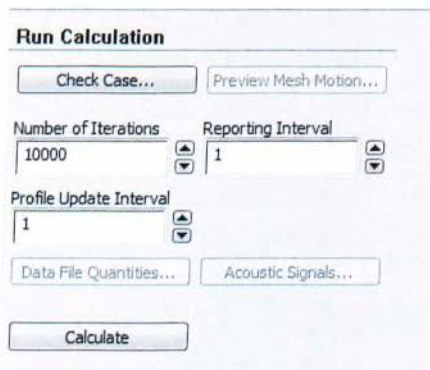 Run Calculation
Check Case...
Preview Mesh Motion...
Number of Iterations
Reporting Interval
10000
1
Profile Update Interval
1
Data File Quantities...
Acoustic Signals...
Calculate